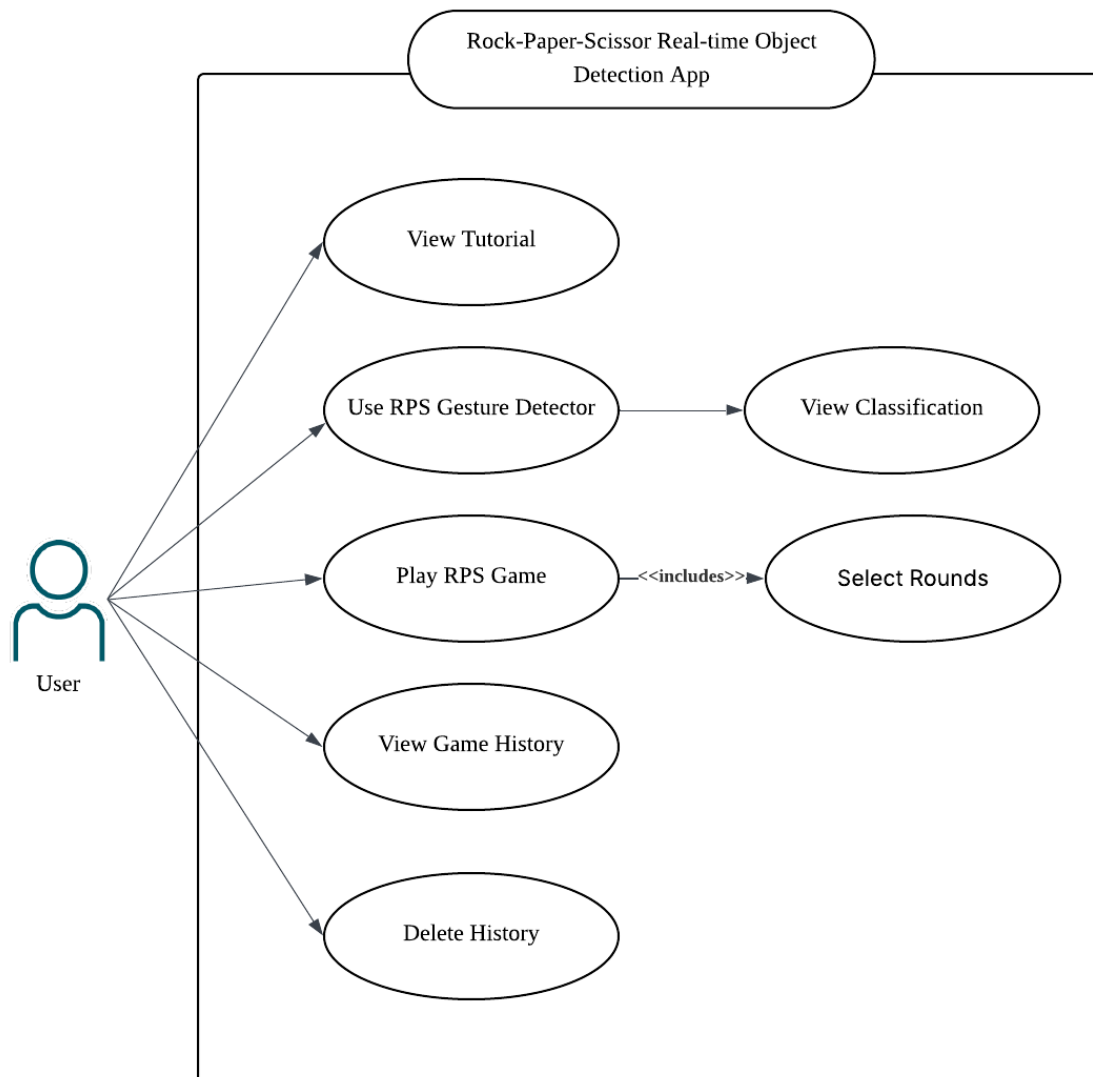 Rock-Paper-Scissor Real-time Object
Detection App
View Tutorial
Use RPS Gesture Detector
View Classification
Play RPS Game
<<includes>>
Select Rounds
User
View Game History
Delete History